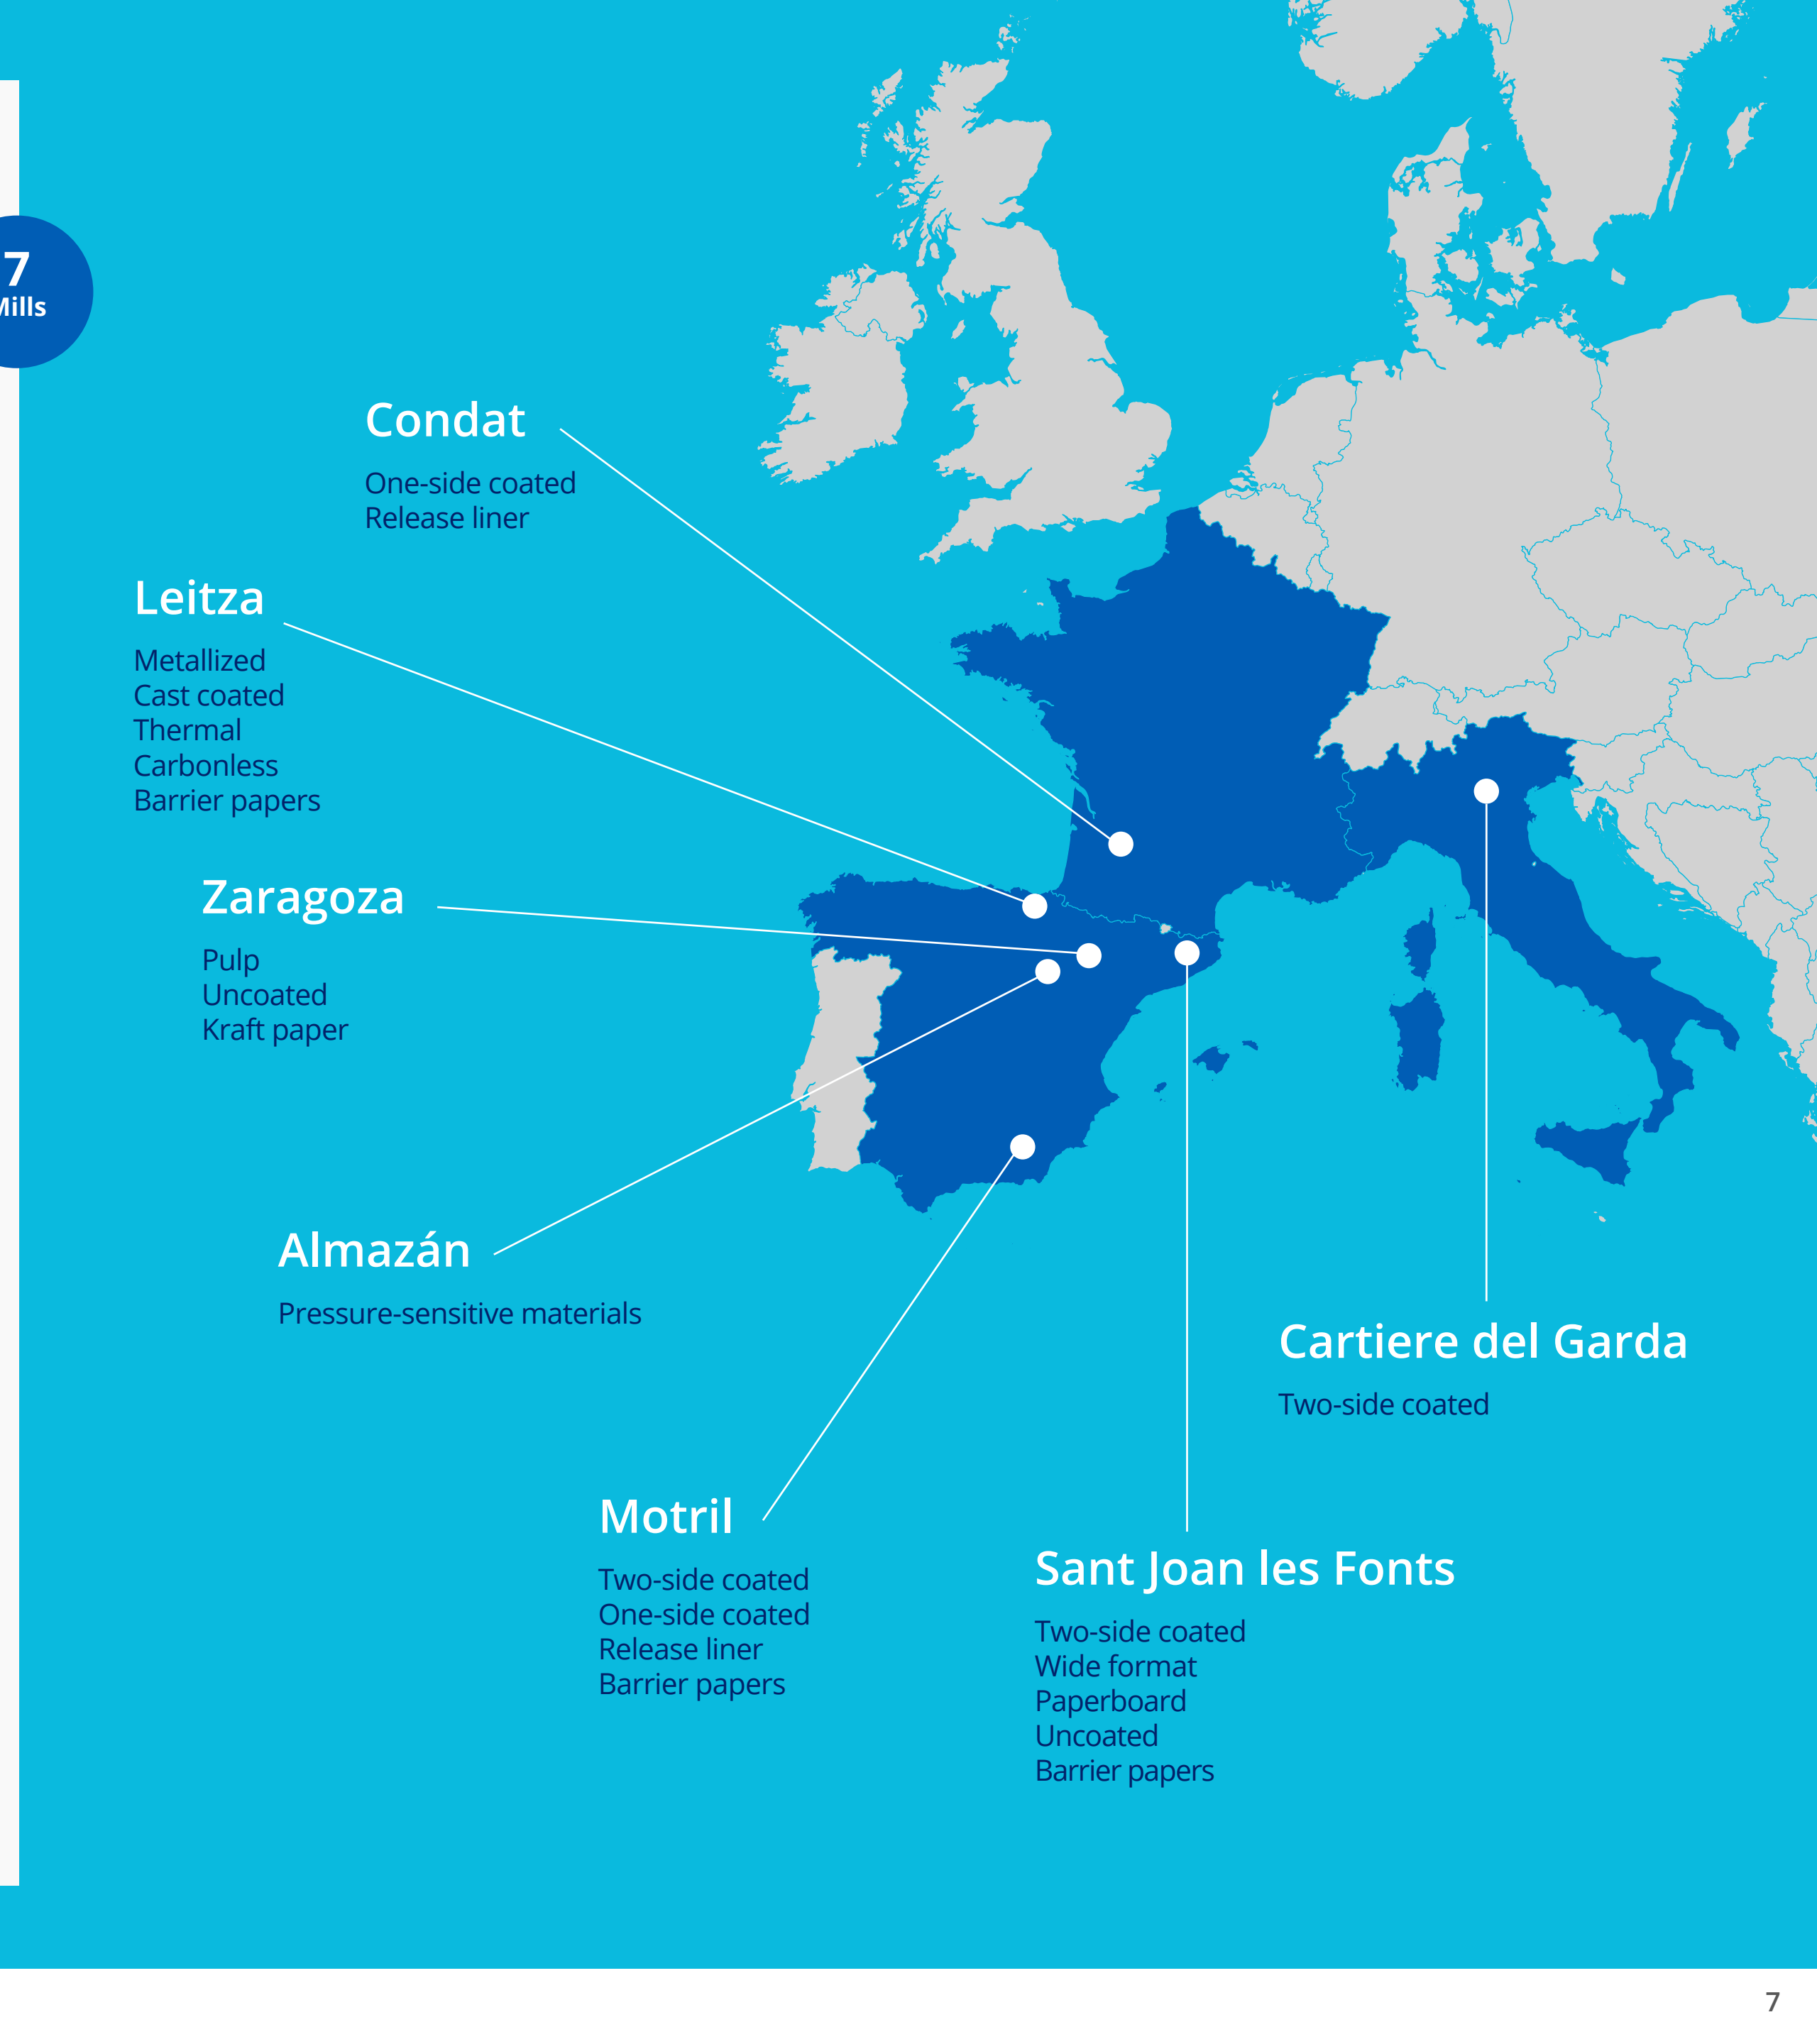 7
Mills
Condat
One-side coated
Release liner
Leitza
Metallized
Cast coated
Thermal
Carbonless
Barrier papers
Zaragoza
Pulp
Uncoated
Kraft paper
Almazán
Pressure-sensitive materials
Cartiere del Garda
Two-side coated
Motril
Two-side coated
One-side coated
Release liner
Barrier papers
Sant Joan les Fonts
Two-side coated
Wide format
Paperboard
Uncoated
Barrier papers
7